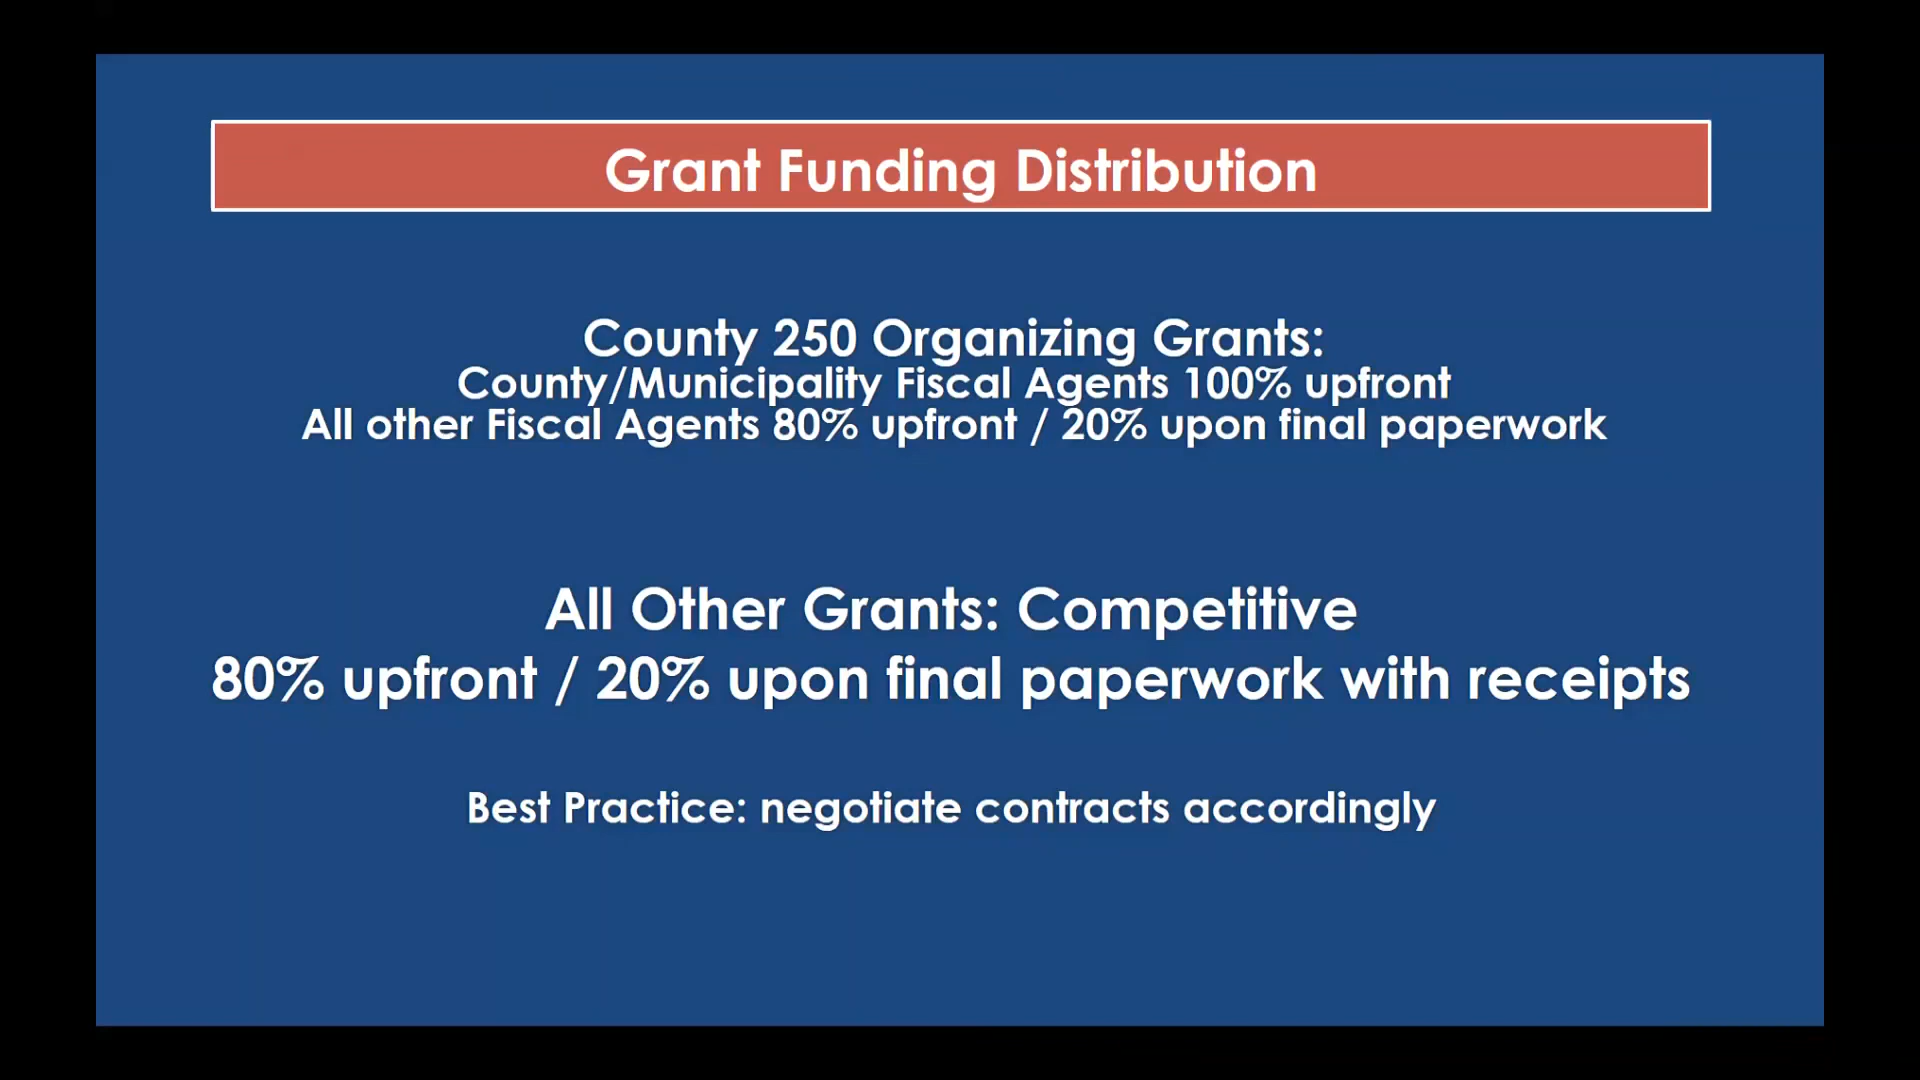 Grant Funding Distribution
County 250 Organizing Grants:
County/Municipality Fiscal Agents 100% upfront
All other Fiscal Agents 80% upfront / 20% upon final paperwork
All Other Grants: Competitive
80% upfront / 20% upon final paperwork with receipts
Best Practice: negotiate contracts accordingly